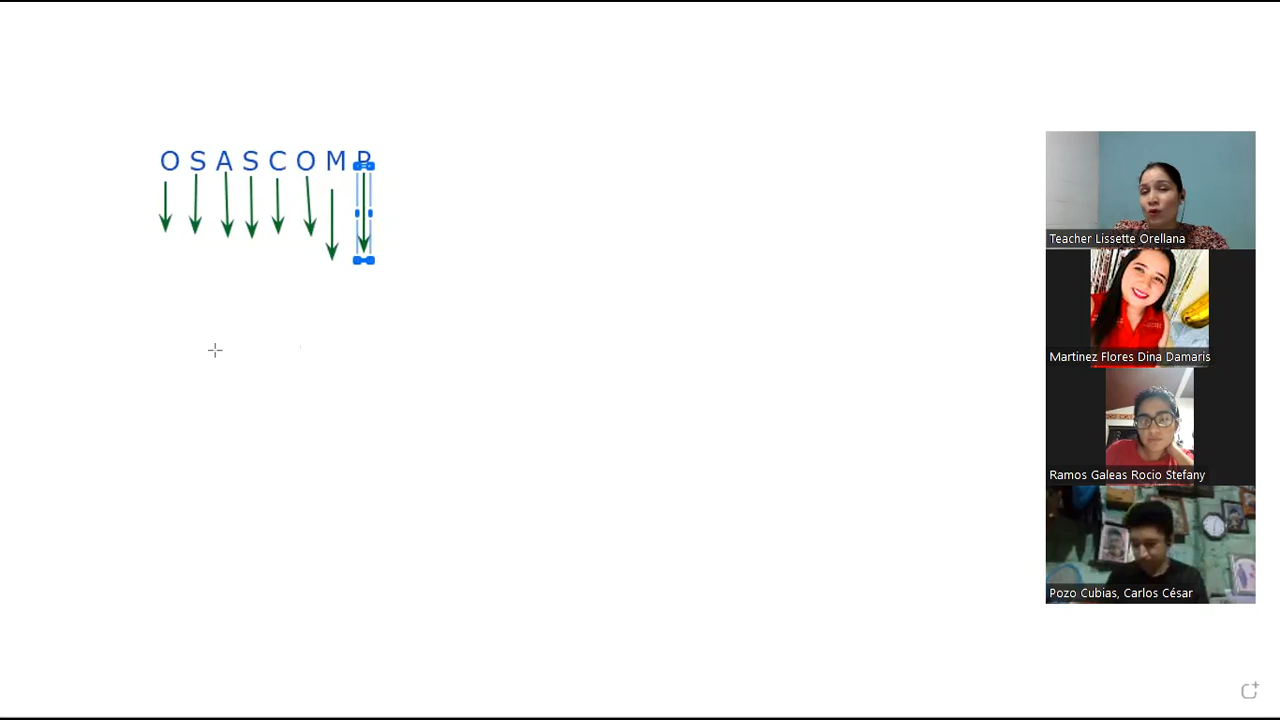 O S A S C O M P
Teacher Lissette Orellana
Martinez Flores Dina Damaris
Ramos Galeas Rocio Stefany
Pozo Cubias, Carlos César